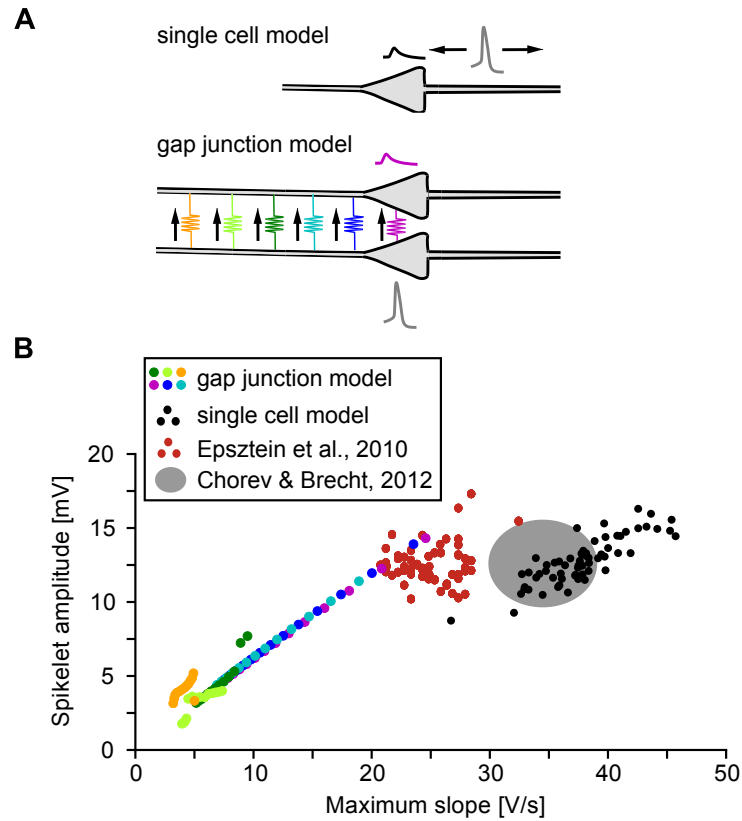 A
single cell model
gap junction model
B
gap junction model
single cell model
Epsztein et al., 2010
Chorev & Brecht, 2012
20
15
10
5
0
Spikelet amplitude [mV]
0 10 20 30 40 50
Maximum slope [V/s]